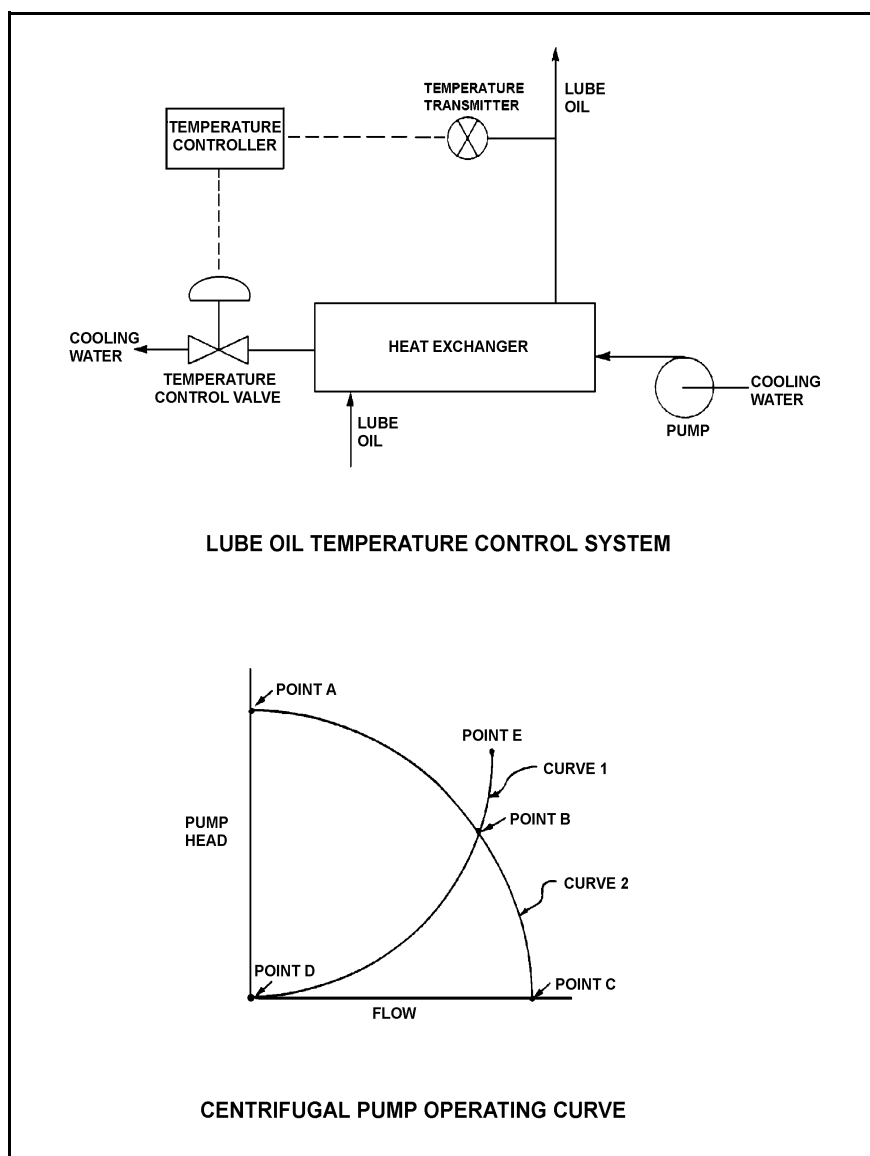 TEMPERATURE
TRANSMITTER
LUBE
OIL
TEMPERATURE
CONTROLLER
COOLING
WATER
TEMPERATURE
CONTROL VALVE
HEAT EXCHANGER
LUBE
OIL
COOLING
WATER
PUMP
LUBE OIL TEMPERATURE CONTROL SYSTEM
POINT A
POINT E
CURVE 1
POINT B
PUMP
HEAD
CURVE 2
POINT D
POINT C
FLOW
CENTRIFUGAL PUMP OPERATING CURVE